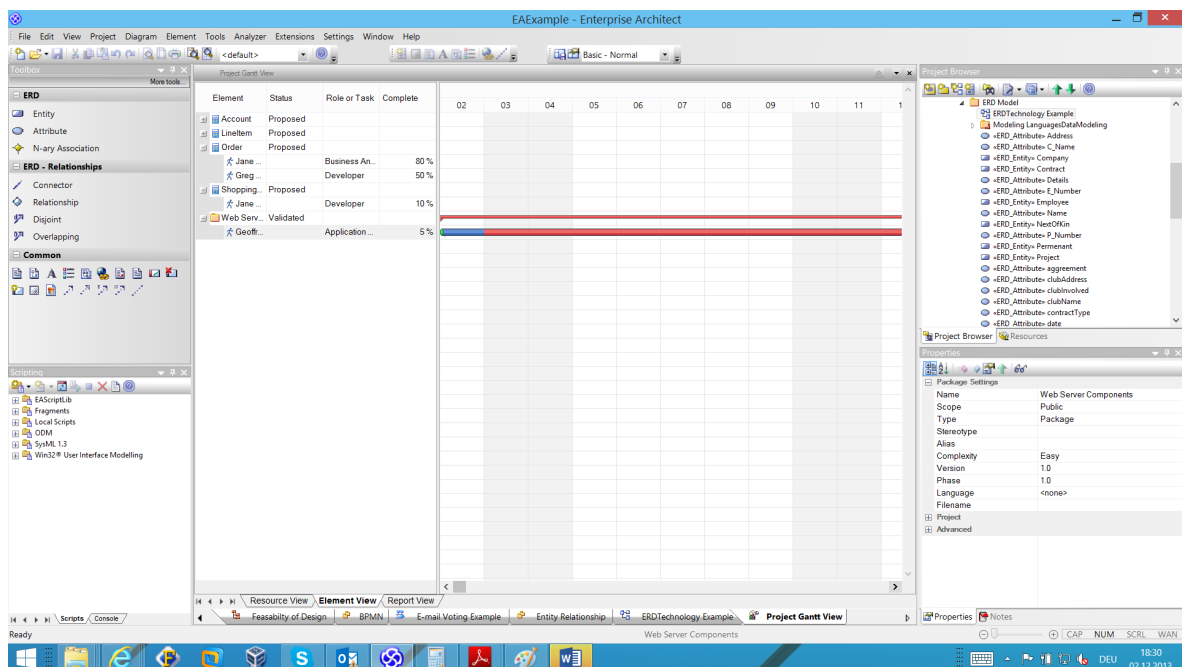 EAExample - Enterprise Architect
File Edit View Project Diagram Element Tools Analyzer Extensions Settings Window Help
<default>
Basic - Normal
Toolbox
More tools...
ERD
Entity
Attribute
N-ary Association
ERD - Relationships
Connector
Relationship
Disjoint
Overlapping
Common
Scripting
EAScriptLib
Fragments
Local Scripts
ODM
SysML 1.3
Win32® User Interface Modelling
Scripts Console
Project Gantt View
Element Status Role or Task Complete
02 03 04 05 06 07 08 09 10 11 1
Account Proposed
LineItem Proposed
Order Proposed
Jane ... Business An... 80 %
Greg ... Developer 50 %
Shopping... Proposed
Jane ... Developer 10 %
Web Serv... Validated
Geoffr... Application ... 5 %
Resource View Element View Report View
Feasabilty of Design BPMN E-mail Voting Example Entity Relationship ERDTechnology Example Project Gantt View
Project Browser
ERD Model
ERDTechnology Example
Modeling LanguagesDataModeling
«ERD_Attribute» Address
«ERD_Attribute» C_Name
«ERD_Entity» Company
«ERD_Entity» Contract
«ERD_Attribute» Details
«ERD_Attribute» E_Number
«ERD_Entity» Employee
«ERD_Attribute» Name
«ERD_Entity» NextOfKin
«ERD_Attribute» P_Number
«ERD_Entity» Permenant
«ERD_Entity» Project
«ERD_Attribute» aggreement
«ERD_Attribute» clubAddress
«ERD_Attribute» clubInvolved
«ERD_Attribute» clubName
«ERD_Attribute» contractType
«ERD_Attribute» date
Project Browser Resources
Properties
Package Settings
Name Web Server Components
Scope Public
Type Package
Stereotype
Alias
Complexity Easy
Version 1.0
Phase 1.0
Language <none>
Filename
Project
Advanced
Properties Notes
Ready Web Server Components CAP NUM SCRL WAN
DEU 18:30
02.12.2013